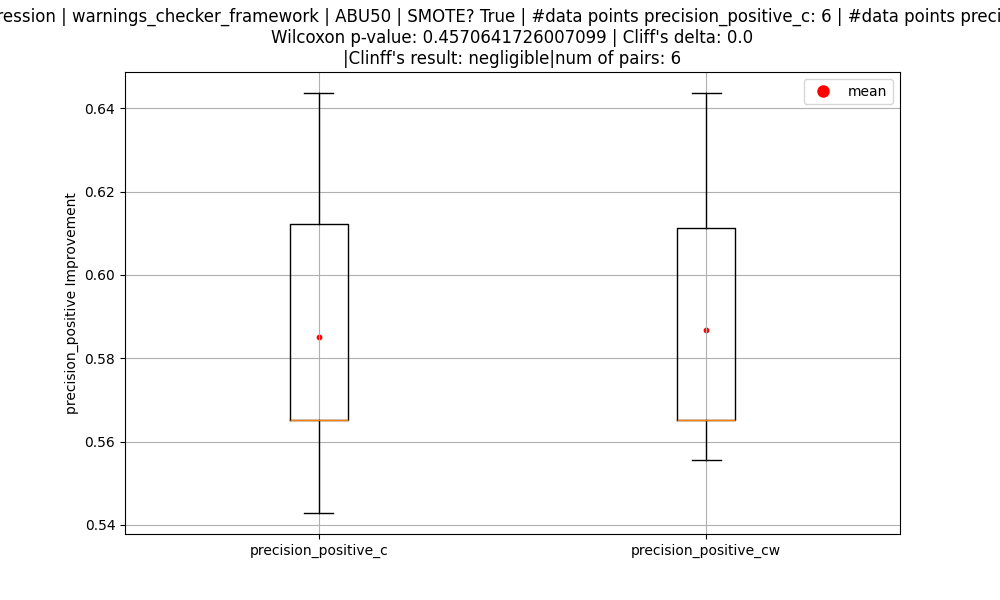 ression | warnings_checker_framework | ABU50 | SMOTE? True | #data points precision_positive_c: 6 | #data points preci
Wilcoxon p-value: 0.4570641726007099 | Cliff's delta: 0.0
|Clinff's result: negligible|num of pairs: 6
mean
0.64
0.62
0.60
0.58
0.56
0.54
precision_positive Improvement
precision_positive_c
precision_positive_cw